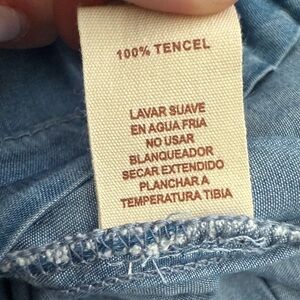 100% TENCEL
LAVAR SUAVE
EN AGUA FRIA
NO USAR
BLANQUEADOR
SECAR EXTENDIDO
PLANCHAR A
TEMPERATURA TIBIA